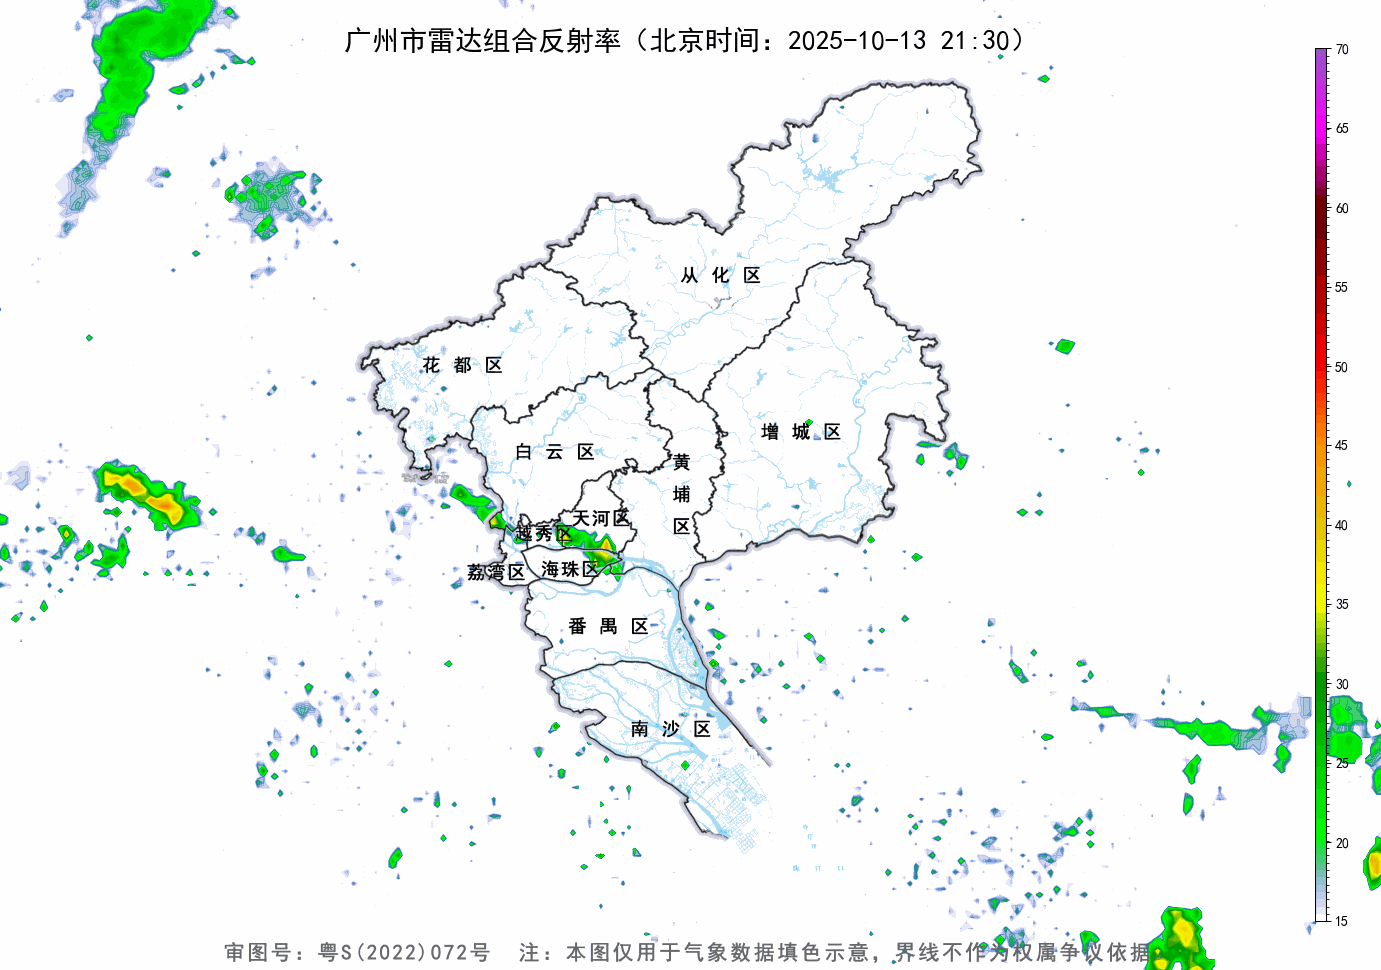 广州市雷达组合反射率（北京时间：2025-10-13 21:30）
70
65
60
55
50
45
40
35
30
25
20
15
从 化 区
花 都 区
增 城 区
白 云 区
黄
埔
区
天河区
越秀区
荔湾区
海珠区
番 禺 区
南 沙 区
审图号：粤S(2022)072号 注：本图仅用于气象数据填色示意，界线不作为权属争议依据